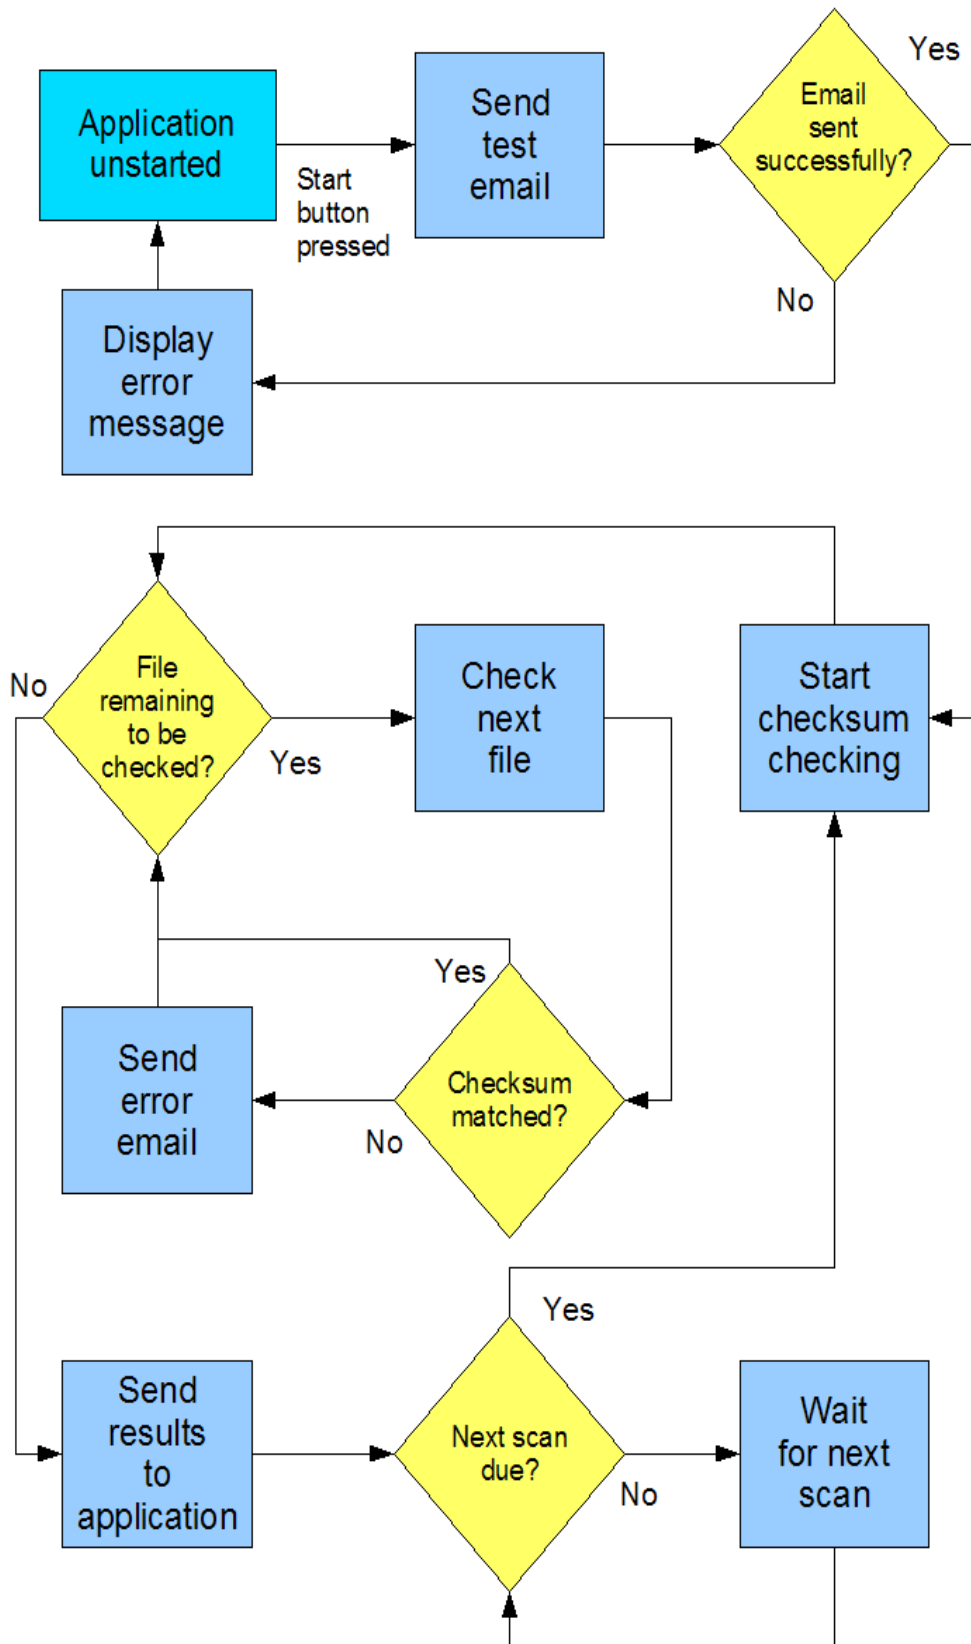 Application
unstarted
Start
button
pressed
Send
test
email
Email
sent
successfully?
Yes
No
Display
error
message
File
remaining
to be
checked?
No
Yes
Check
next
file
Start
checksum
checking
Yes
Checksum
matched?
No
Send
error
email
Send
results
to
application
Yes
Next scan
due?
No
Wait
for next
scan